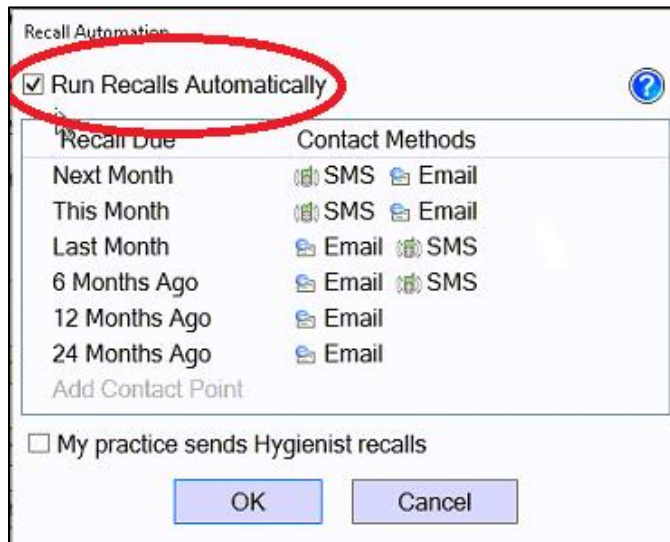 Recall Automation
Run Recalls Automatically
?
Recall Due Contact Methods
Next Month SMS Email
This Month SMS Email
Last Month Email SMS
6 Months Ago Email SMS
12 Months Ago Email
24 Months Ago Email
Add Contact Point
My practice sends Hygienist recalls
OK Cancel